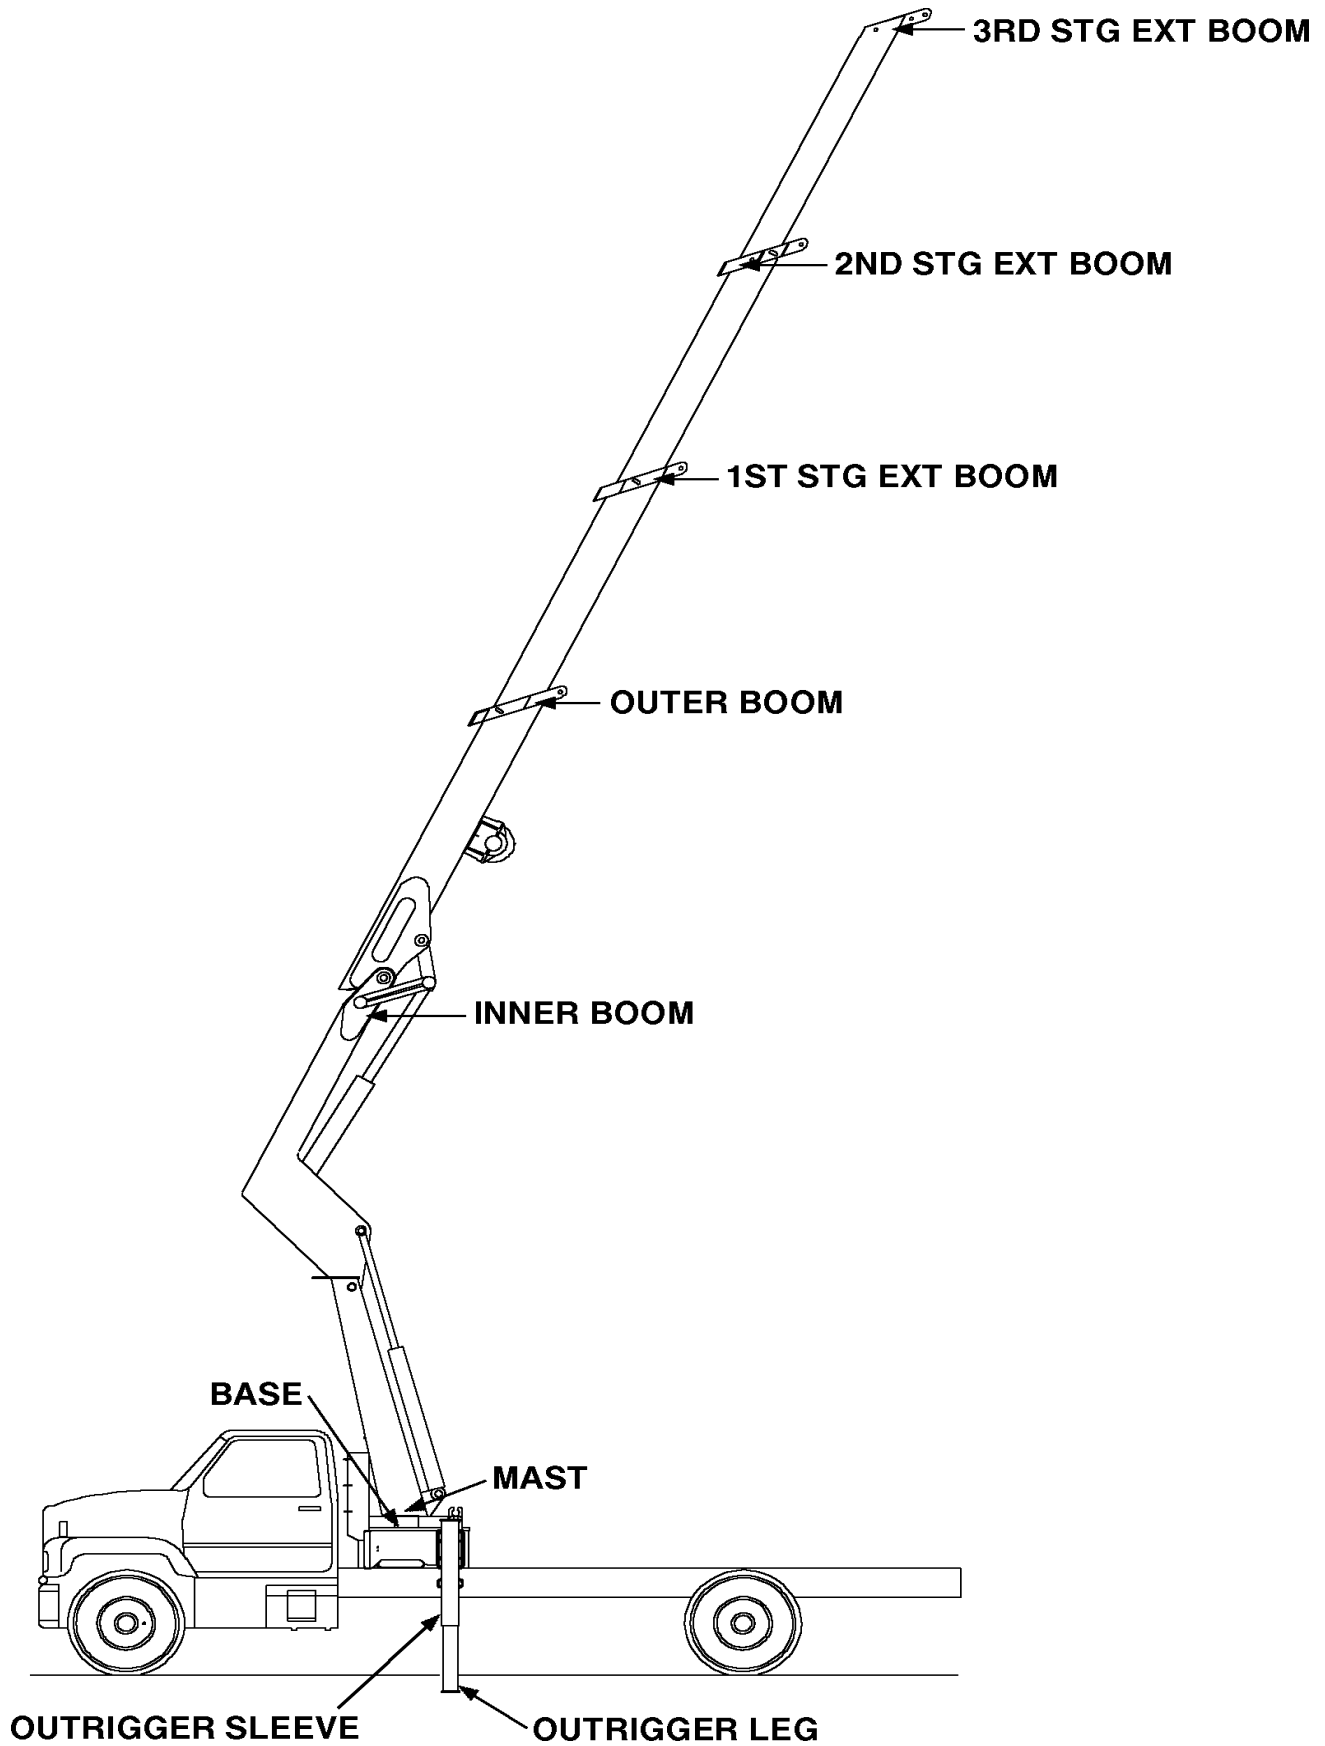 3RD STG EXT BOOM
2ND STG EXT BOOM
1ST STG EXT BOOM
OUTER BOOM
INNER BOOM
BASE
MAST
OUTRIGGER SLEEVE
OUTRIGGER LEG